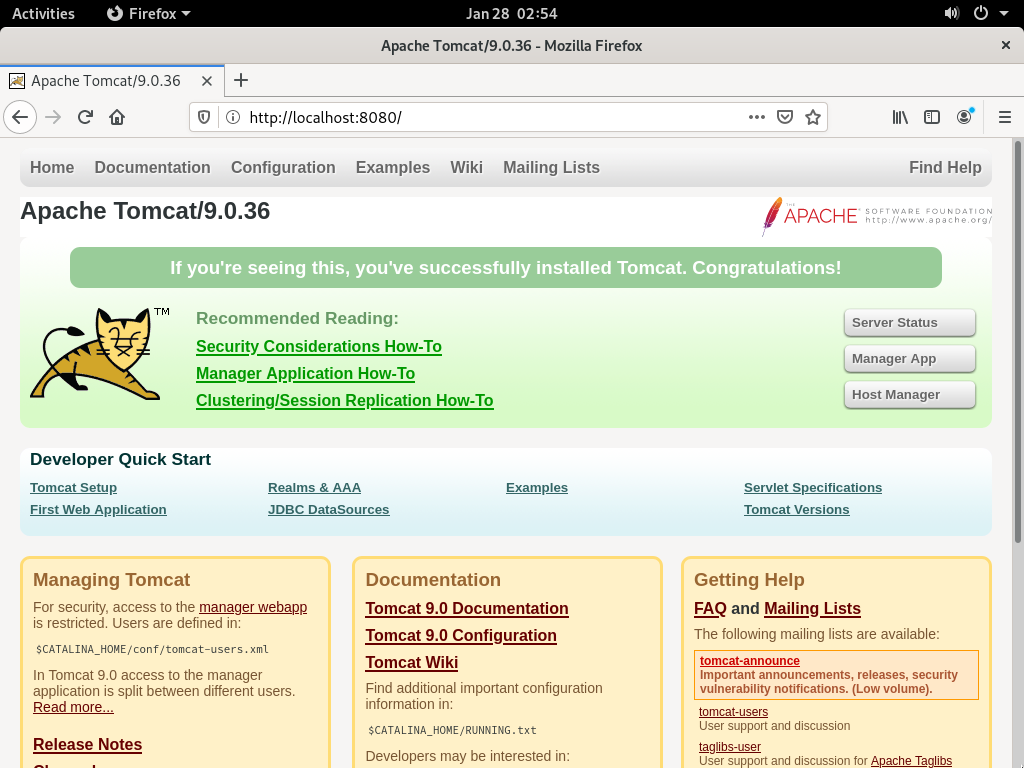 Activities Firefox Jan 28 02:54
Apache Tomcat/9.0.36 - Mozilla Firefox
Apache Tomcat/9.0.36
http://localhost:8080/
Home Documentation Configuration Examples Wiki Mailing Lists Find Help
Apache Tomcat/9.0.36
THE APACHE SOFTWARE FOUNDATION
http://www.apache.org/
If you're seeing this, you've successfully installed Tomcat. Congratulations!
TM
Recommended Reading:
Security Considerations How-To
Manager Application How-To
Clustering/Session Replication How-To
Server Status
Manager App
Host Manager
Developer Quick Start
Tomcat Setup
First Web Application
Realms & AAA
JDBC DataSources
Examples
Servlet Specifications
Tomcat Versions
Managing Tomcat
For security, access to the manager webapp
is restricted. Users are defined in:
$CATALINA_HOME/conf/tomcat-users.xml
In Tomcat 9.0 access to the manager
application is split between different users.
Read more...
Release Notes
Documentation
Tomcat 9.0 Documentation
Tomcat 9.0 Configuration
Tomcat Wiki
Find additional important configuration
information in:
$CATALINA_HOME/RUNNING.txt
Developers may be interested in:
Getting Help
FAQ and Mailing Lists
The following mailing lists are available:
tomcat-announce
Important announcements, releases, security
vulnerability notifications. (Low volume).
tomcat-users
User support and discussion
taglibs-user
User support and discussion for Apache Taglibs